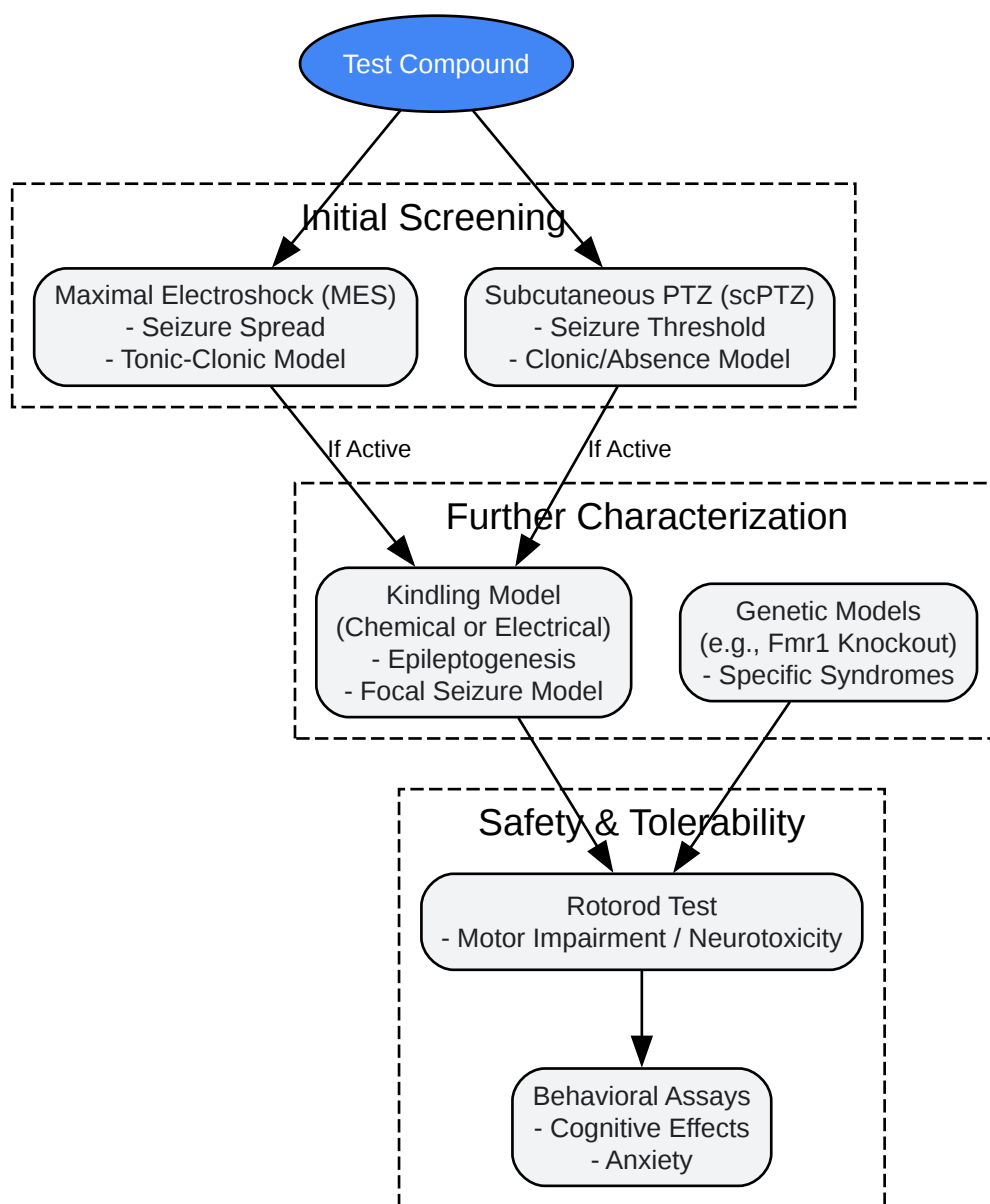 Test Compound
Initial Screening
Maximal Electroshock (MES)
- Seizure Spread
- Tonic-Clonic Model
Subcutaneous PTZ (scPTZ)
- Seizure Threshold
- Clonic/Absence Model
If Active
If Active
Further Characterization
Kindling Model
(Chemical or Electrical)
- Epileptogenesis
- Focal Seizure Model
Genetic Models
(e.g., Fmr1 Knockout)
- Specific Syndromes
Safety & Tolerability
Rotorod Test
- Motor Impairment / Neurotoxicity
Behavioral Assays
- Cognitive Effects
- Anxiety